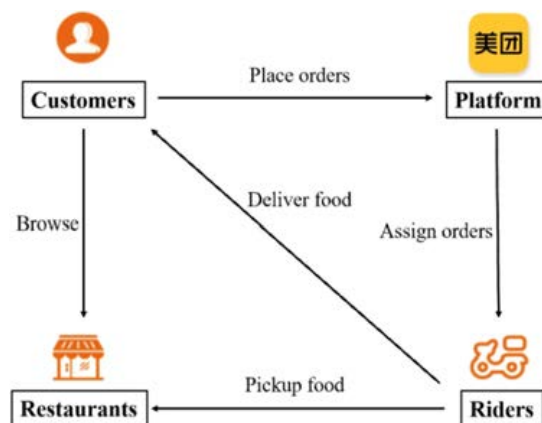 美团
Place orders
Customers
Platform
Deliver food
Browse
Assign orders
Pickup food
Restaurants
Riders